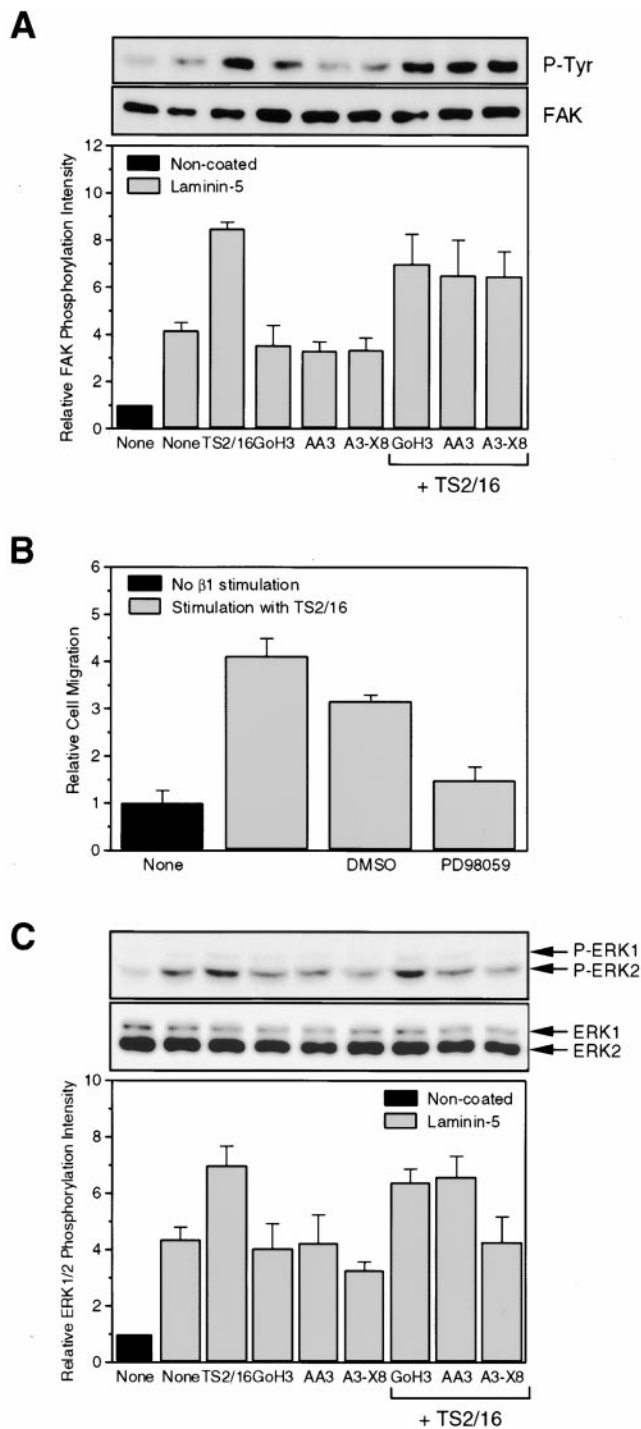 A
P-Tyr
FAK
Relative FAK Phosphorylation Intensity
12
10
8
6
4
2
0
Non-coated
Laminin-5
None None TS2/16 GoH3 AA3 A3-X8 GoH3 AA3 A3-X8
+ TS2/16
B
Relative Cell Migration
6
5
4
3
2
1
0
No β1 stimulation
Stimulation with TS2/16
None DMSO PD98059
C
P-ERK1
P-ERK2
ERK1
ERK2
Relative ERK1/2 Phosphorylation Intensity
10
8
6
4
2
0
Non-coated
Laminin-5
None None TS2/16 GoH3 AA3 A3-X8 GoH3 AA3 A3-X8
+ TS2/16